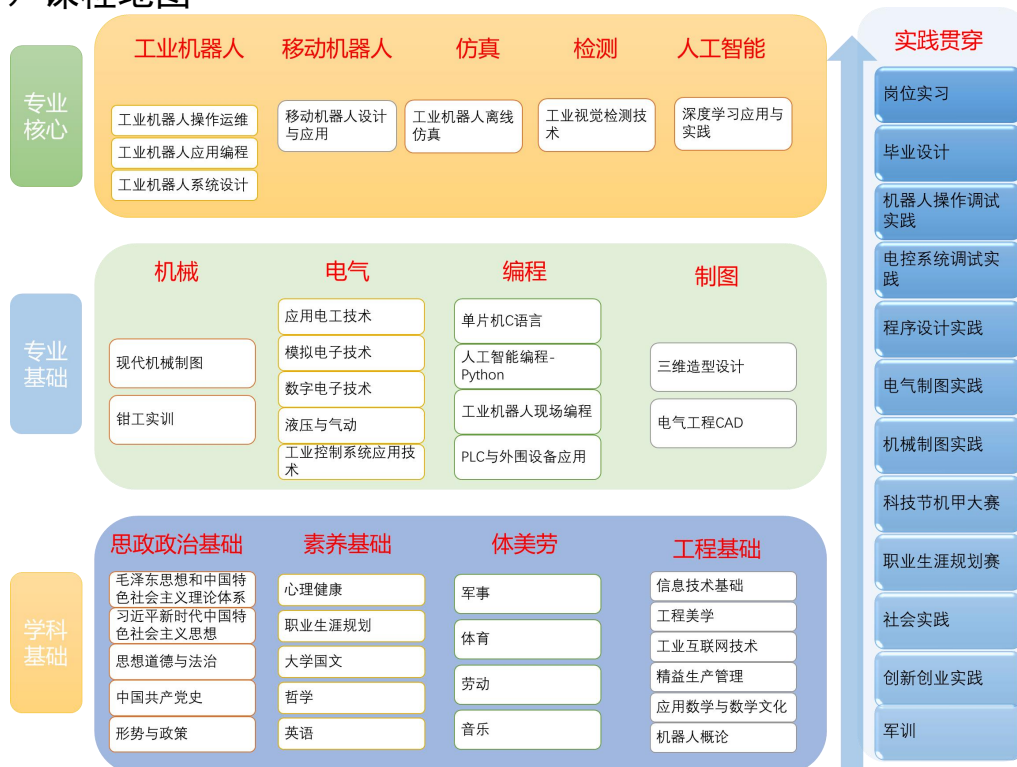 课程地图
工业机器人
移动机器人
仿真
检测
人工智能
专业
核心
工业机器人操作运维
工业机器人应用编程
工业机器人系统设计
移动机器人设计
与应用
工业机器人离线
仿真
工业视觉检测技
术
深度学习应用与
实践
机械
电气
编程
制图
专业
基础
现代机械制图
钳工实训
应用电工技术
模拟电子技术
数字电子技术
液压与气动
工业控制系统应用技
术
单片机C语言
人工智能编程-
Python
工业机器人现场编程
PLC与外围设备应用
三维造型设计
电气工程CAD
思政政治基础
素养基础
体美劳
工程基础
学科
基础
毛泽东思想和中国特
色社会主义理论体系
习近平新时代中国特
色社会主义思想
思想道德与法治
中国共产党史
形势与政策
心理健康
职业生涯规划
大学国文
哲学
英语
军事
体育
劳动
音乐
信息技术基础
工程美学
工业互联网技术
精益生产管理
应用数学与数学文化
机器人概论
实践贯穿
岗位实习
毕业设计
机器人操作调试
实践
电控系统调试实
践
程序设计实践
电气制图实践
机械制图实践
科技节机甲大赛
职业生涯规划赛
社会实践
创新创业实践
军训